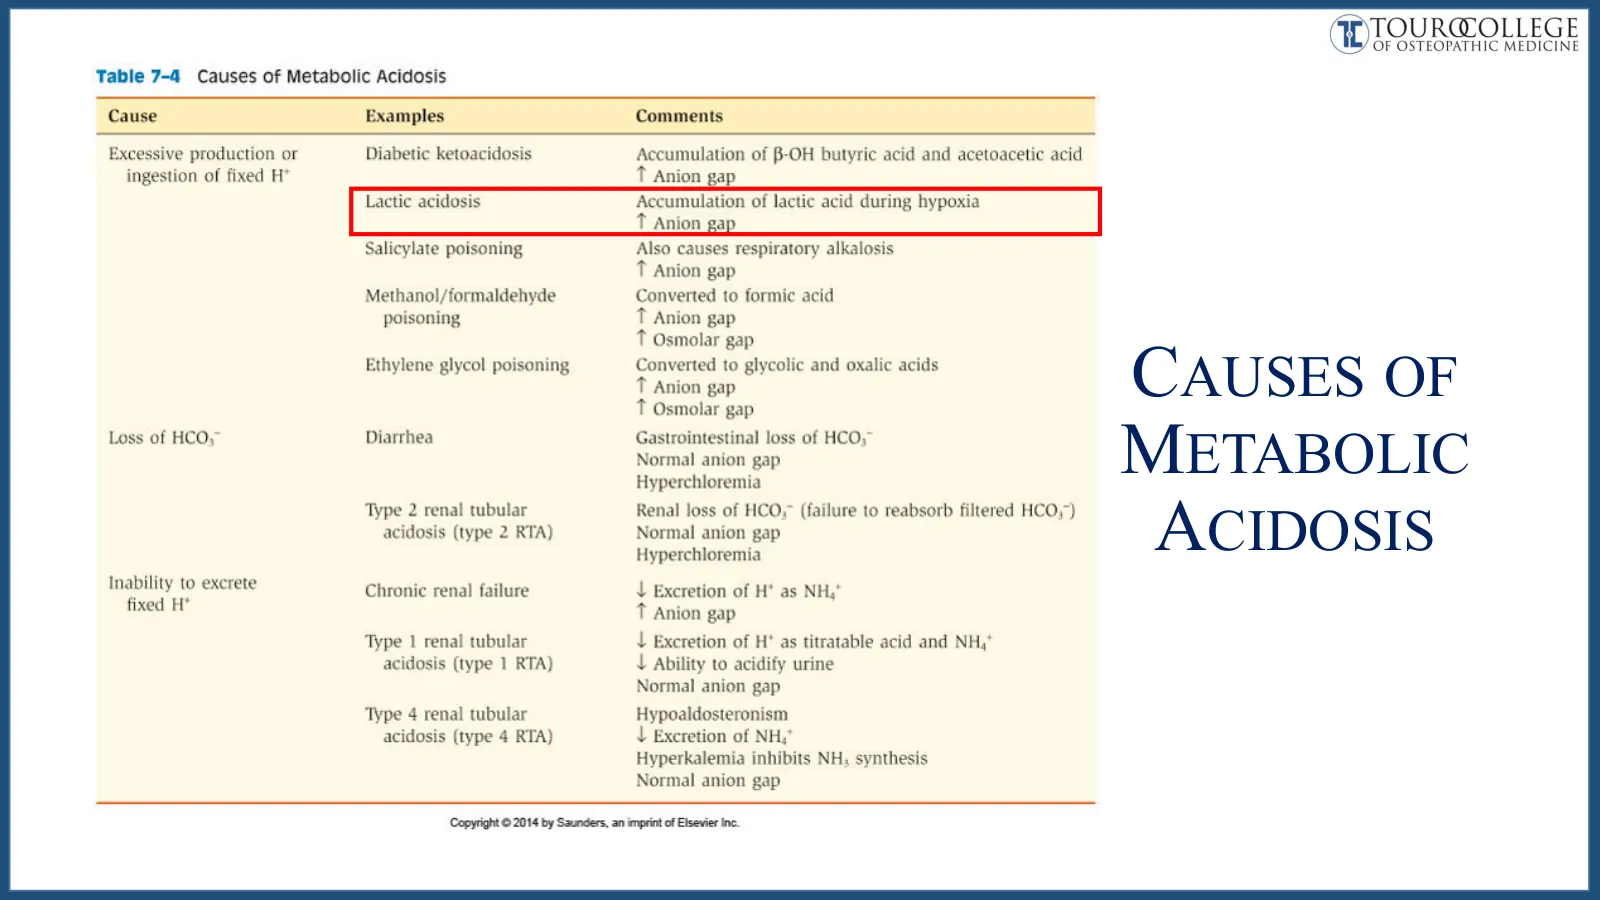 TC TOURO COLLEGE
OF OSTEOPATHIC MEDICINE
Table 7–4 Causes of Metabolic Acidosis
Cause Examples Comments
Excessive production or Diabetic ketoacidosis Accumulation of β-OH butyric acid and acetoacetic acid
ingestion of fixed H⁺ ↑ Anion gap
Lactic acidosis Accumulation of lactic acid during hypoxia
↑ Anion gap
Salicylate poisoning Also causes respiratory alkalosis
↑ Anion gap
Methanol/formaldehyde Converted to formic acid
poisoning ↑ Anion gap
↑ Osmolar gap
Ethylene glycol poisoning Converted to glycolic and oxalic acids
↑ Anion gap
↑ Osmolar gap
Loss of HCO₃⁻ Diarrhea Gastrointestinal loss of HCO₃⁻
Normal anion gap
Hyperchloremia
Type 2 renal tubular Renal loss of HCO₃⁻ (failure to reabsorb filtered HCO₃⁻)
acidosis (type 2 RTA) Normal anion gap
Hyperchloremia
Inability to excrete Chronic renal failure ↓ Excretion of H⁺ as NH₄⁺
fixed H⁺ ↑ Anion gap
Type 1 renal tubular ↓ Excretion of H⁺ as titratable acid and NH₄⁺
acidosis (type 1 RTA) ↓ Ability to acidify urine
Normal anion gap
Type 4 renal tubular Hypoaldosteronism
acidosis (type 4 RTA) ↓ Excretion of NH₄⁺
Hyperkalemia inhibits NH₃ synthesis
Normal anion gap
Copyright © 2014 by Saunders, an imprint of Elsevier Inc.
CAUSES OF
METABOLIC
ACIDOSIS